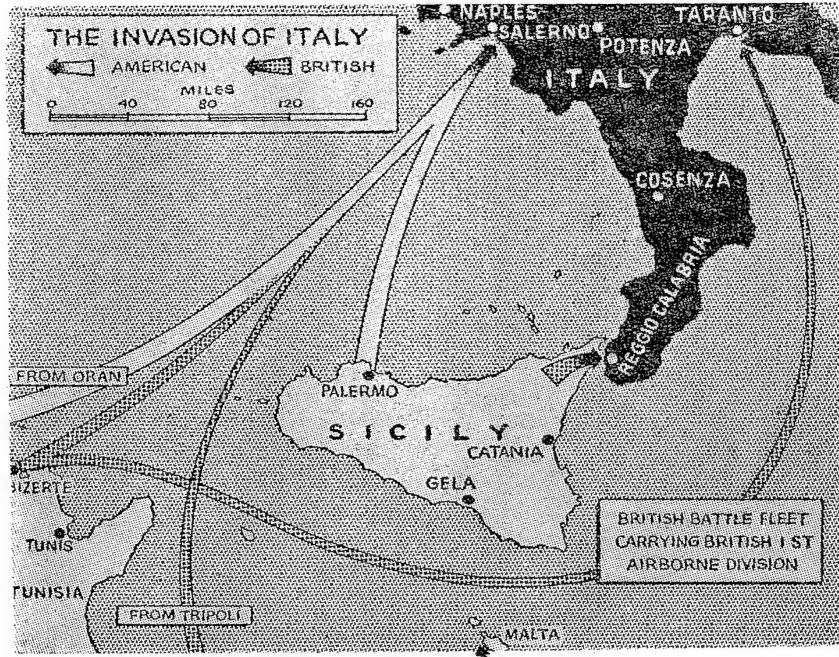 THE INVASION OF ITALY
AMERICAN BRITISH
MILES
0 40 80 120 160
NAPLES
SALERNO
POTENZA
TARANTO
ITALY
COSENZA
REGGIO CALABRIA
FROM ORAN
PALERMO
SICILY
CATANIA
GELA
BIZERTE
TUNIS
TUNISIA
FROM TRIPOLI
MALTA
BRITISH BATTLE FLEET
CARRYING BRITISH 1 ST
AIRBORNE DIVISION